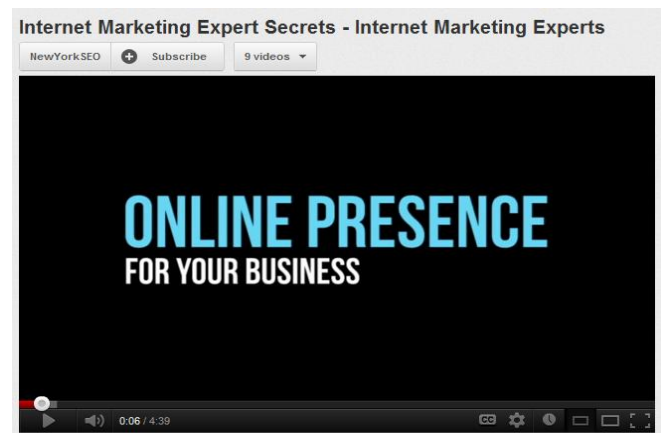 Internet Marketing Expert Secrets - Internet Marketing Experts
NewYorkSEO Subscribe 9 videos
ONLINE PRESENCE
FOR YOUR BUSINESS
0:06 / 4:39 CC